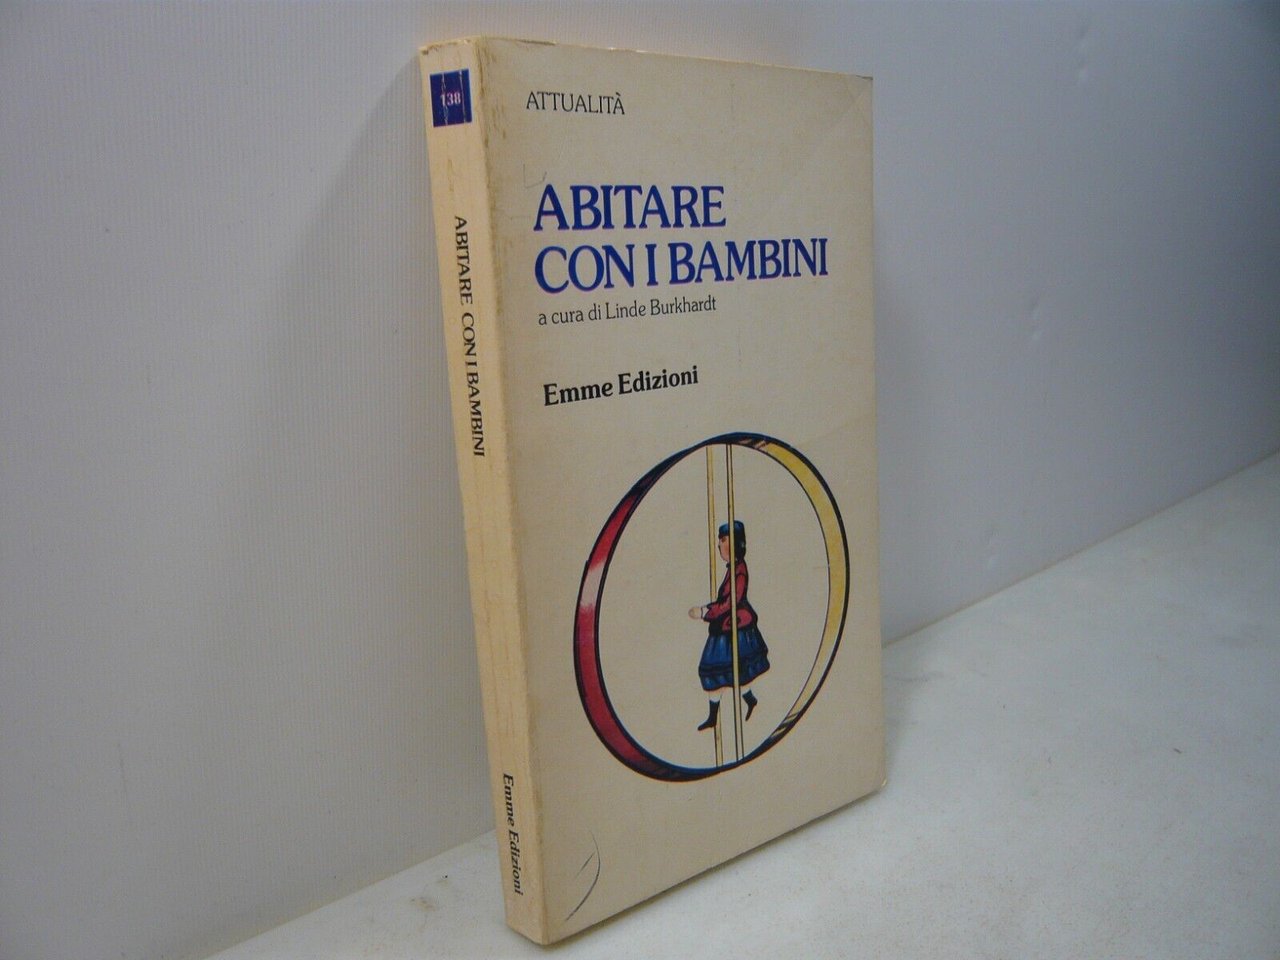 138
ABITARE CON I BAMBINI
Emme Edizioni
ATTUALITÀ
ABITARE
CON I BAMBINI
a cura di Linde Burkhardt
Emme Edizioni